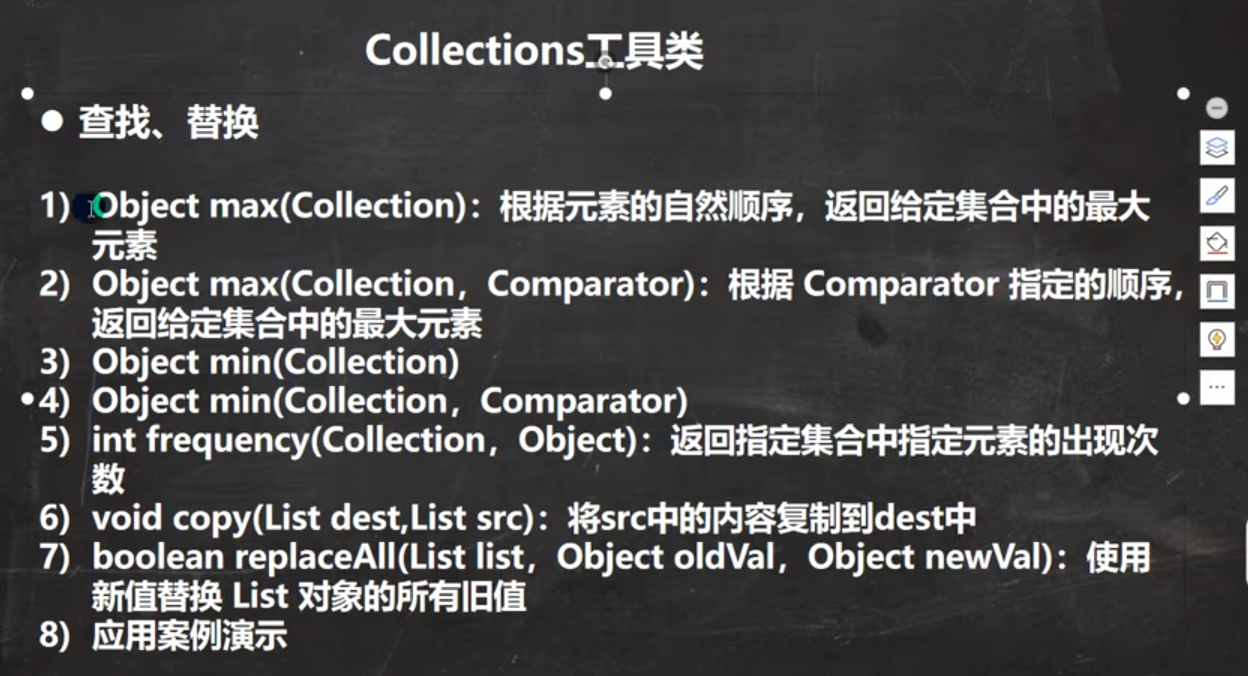 Collections工具类
● 查找、替换
1) Object max(Collection)：根据元素的自然顺序，返回给定集合中的最大
元素
2) Object max(Collection，Comparator)：根据 Comparator 指定的顺序，
返回给定集合中的最大元素
3) Object min(Collection)
4) Object min(Collection，Comparator)
5) int frequency(Collection，Object)：返回指定集合中指定元素的出现次
数
6) void copy(List dest,List src)：将src中的内容复制到dest中
7) boolean replaceAll(List list，Object oldVal，Object newVal)：使用
新值替换 List 对象的所有旧值
8) 应用案例演示